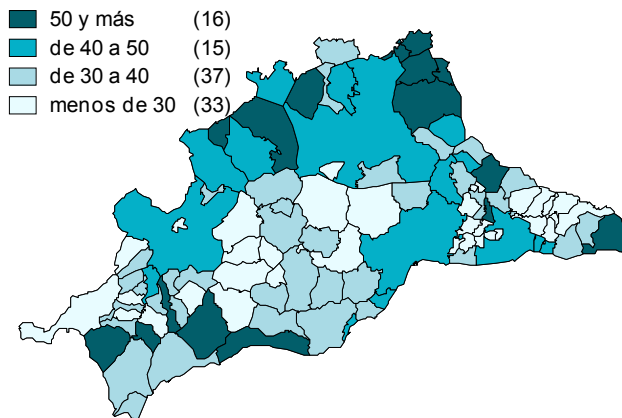 50 y más (16)
de 40 a 50 (15)
de 30 a 40 (37)
menos de 30 (33)